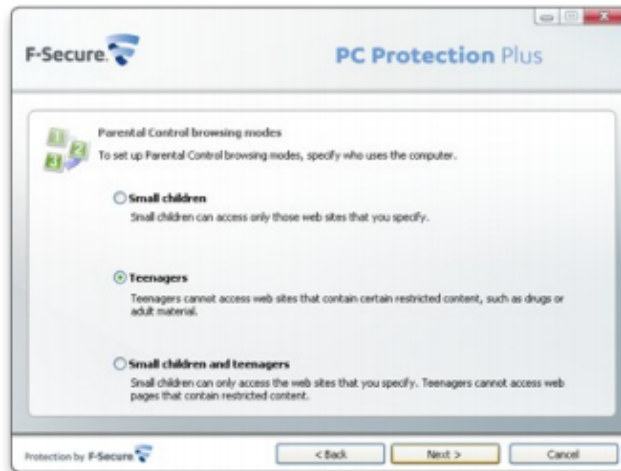 F-Secure.
PC Protection Plus
1
2
3
Parental Control browsing modes
To set up Parental Control browsing modes, specify who uses the computer.
Small children
Small children can access only those web sites that you specify.
Teenagers
Teenagers cannot access web sites that contain certain restricted content, such as drugs or
adult material.
Small children and teenagers
Small children can only access the web sites that you specify. Teenagers cannot access web
pages that contain restricted content.
Protection by F-Secure
< Back
Next >
Cancel